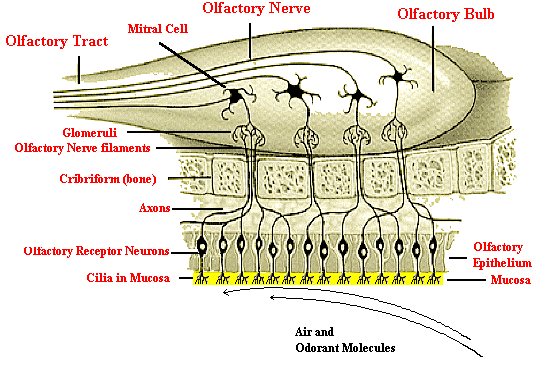 Olfactory Nerve
Olfactory Bulb
Mitral Cell
Olfactory Tract
Glomeruli
Olfactory Nerve filaments
Cribriform (bone)
Axons
Olfactory Receptor Neurons
Olfactory
Epithelium
Cilia in Mucosa
Mucosa
Air and
Odorant Molecules